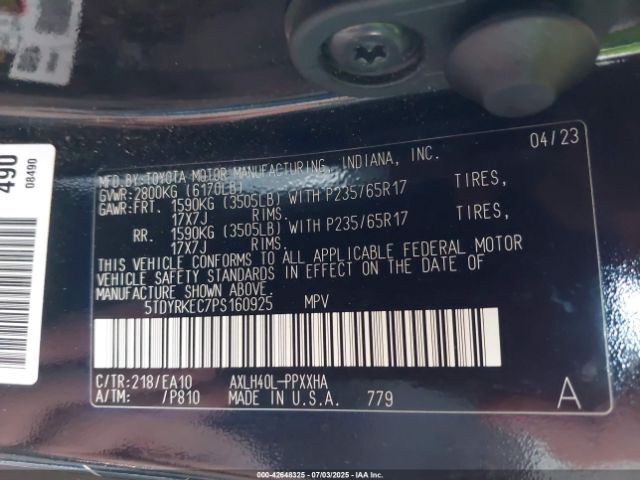 490
08490
MFD.BY:TOYOTA MOTOR MANUFACTURING, INDIANA, INC. 04/23
GVWR:2800KG (6170LB)
GAWR:FRT. 1590KG (3505LB) WITH P235/65R17 TIRES,
17X7J RIMS.
RR. 1590KG (3505LB) WITH P235/65R17 TIRES,
17X7J RIMS.
THIS VEHICLE CONFORMS TO ALL APPLICABLE FEDERAL MOTOR
VEHICLE SAFETY STANDARDS IN EFFECT ON THE DATE OF
MANUFACTURE SHOWN ABOVE.
5TDYRKEC7PS160925 MPV
C/TR:218/EA10 AXLH40L-PPXXHA
A/TM: /P810 MADE IN U.S.A. 779 A
000-42648325 - 07/03/2025 - IAAI.COM